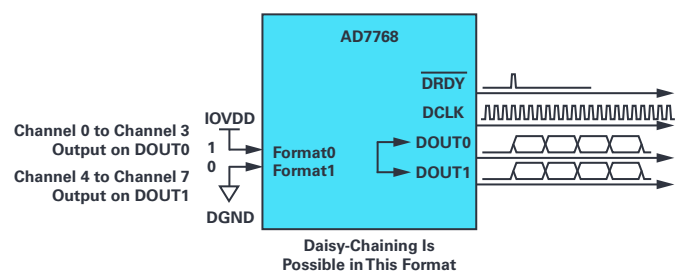 AD7768
DRDY
DCLK
DOUT0
DOUT1
IOVDD
Channel 0 to Channel 3
Output on DOUT0
1
0
Format0
Format1
Channel 4 to Channel 7
Output on DOUT1
DGND
Daisy-Chaining Is
Possible in This Format